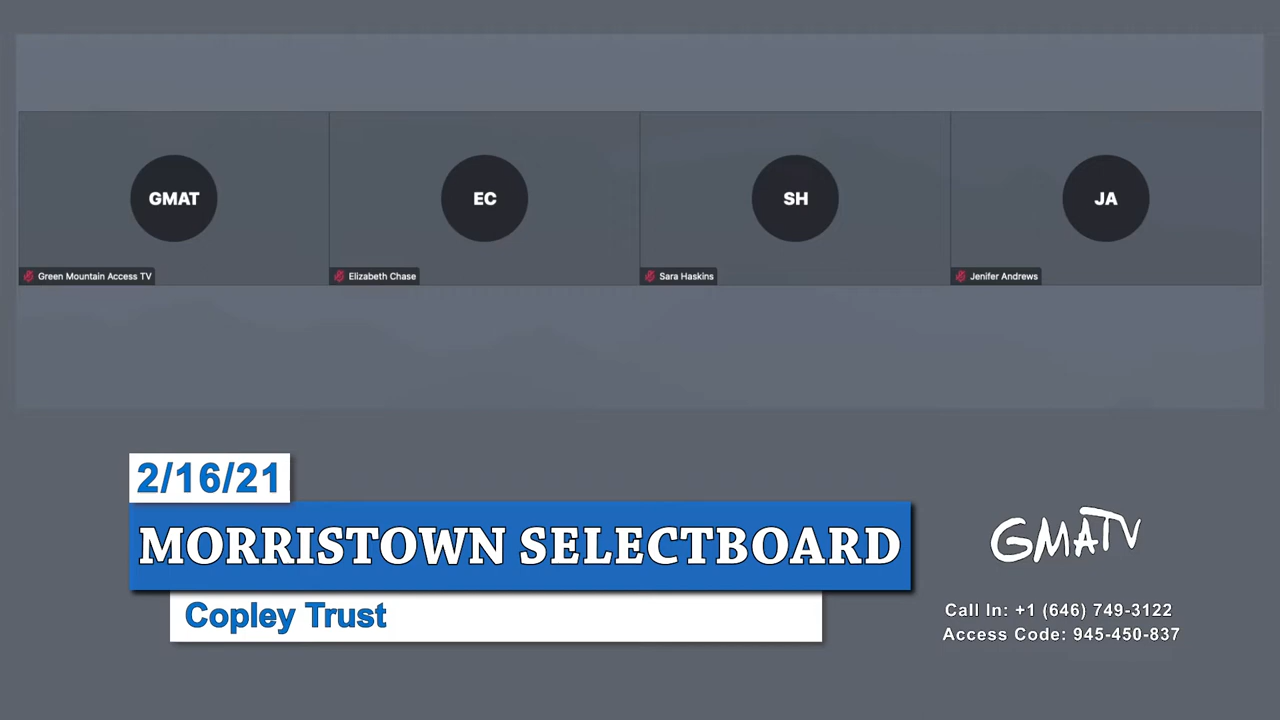 GMAT
EC
SH
JA
Green Mountain Access TV
Elizabeth Chase
Sara Haskins
Jenifer Andrews
2/16/21
MORRISTOWN SELECTBOARD
Copley Trust
GMATV
Call In: +1 (646) 749-3122
Access Code: 945-450-837